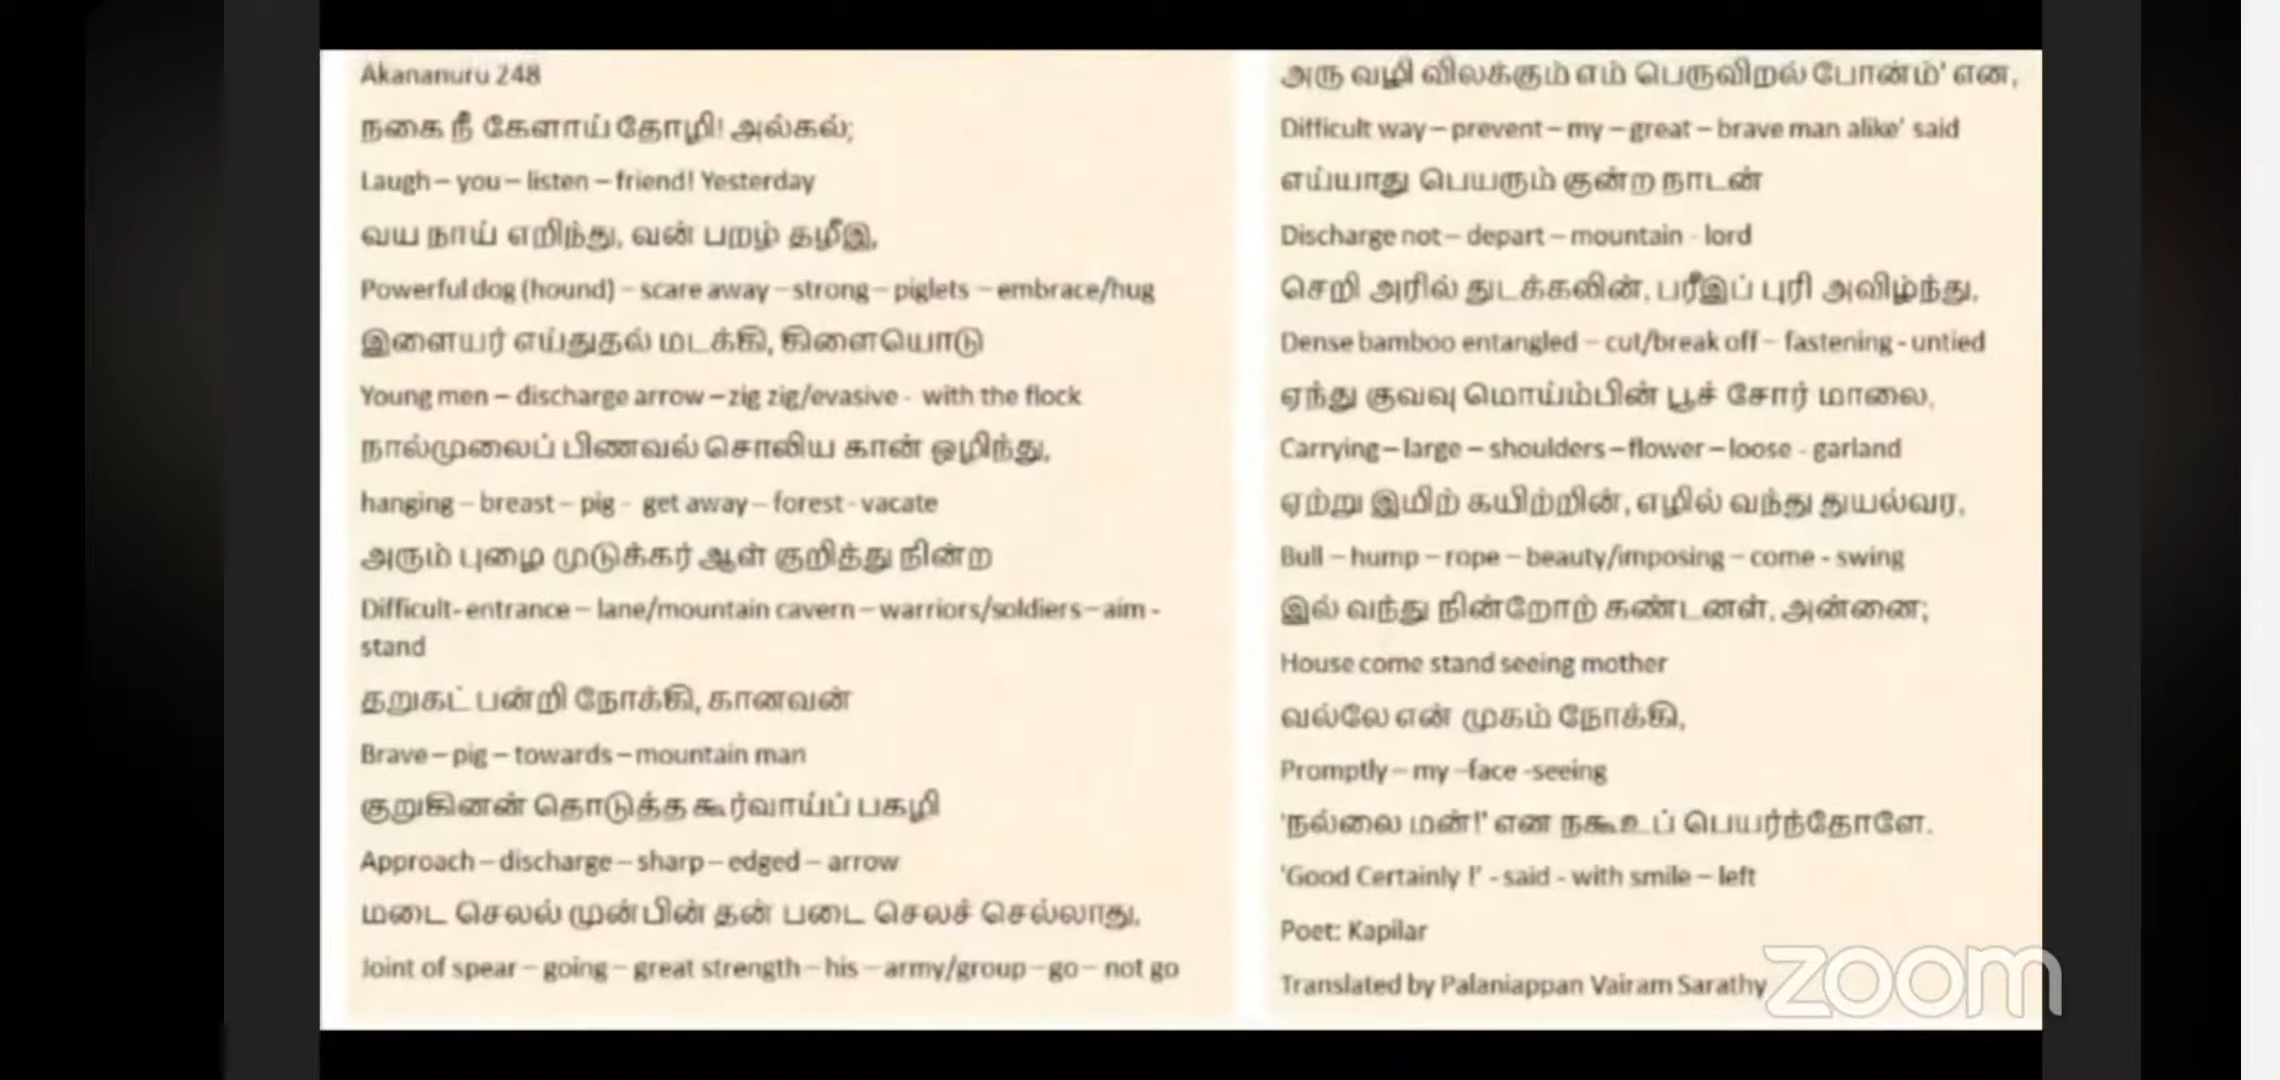 Akananuru 248
நகை நீ கேளாய் தோழி! அல்கல்;
Laugh – you – listen – friend! Yesterday
வய நாய் எறிந்து, வன் பறழ் தழீஇ,
Powerful dog (hound) – scare away – strong – piglets – embrace/hug
இளையர் எய்துதல் மடக்கி, கிளையொடு
Young men – discharge arrow – zig zig/evasive - with the flock
நால்முலைப் பிணவல் சொலிய கான் ஒழிந்து,
hanging – breast – pig - get away – forest - vacate
அரும் புழை முடுக்கர் ஆள் குறித்து நின்ற
Difficult- entrance – lane/mountain cavern – warriors/soldiers – aim -
stand
தறுகட் பன்றி நோக்கி, கானவன்
Brave – pig – towards – mountain man
குறுகினன் தொடுத்த கூர்வாய்ப் பகழி
Approach – discharge – sharp – edged – arrow
மடை செலல் முன்பின் தன் படை செலச் செல்லாது,
Joint of spear – going – great strength – his – army/group – go – not go
அரு வழி விலக்கும் எம் பெருவிறல் போன்ம்' என,
Difficult way – prevent – my – great – brave man alike' said
எய்யாது பெயரும் குன்ற நாடன்
Discharge not – depart – mountain - lord
செறி அரில் துடக்கலின், பரீஇப் புரி அவிழ்ந்து,
Dense bamboo entangled – cut/break off – fastening - untied
ஏந்து குவவு மொய்ம்பின் பூச் சோர் மாலை,
Carrying – large – shoulders – flower – loose - garland
ஏற்று இமிற் கயிற்றின், எழில் வந்து துயல்வர,
Bull – hump – rope – beauty/imposing – come - swing
இல் வந்து நின்றோற் கண்டனள், அன்னை;
House come stand seeing mother
வல்லே என் முகம் நோக்கி,
Promptly – my –face -seeing
'நல்லை மன்!' என நகூஉப் பெயர்ந்தோளே.
'Good Certainly !' - said - with smile – left
Poet: Kapilar
Translated by Palaniappan Vairam Sarathy
zoom